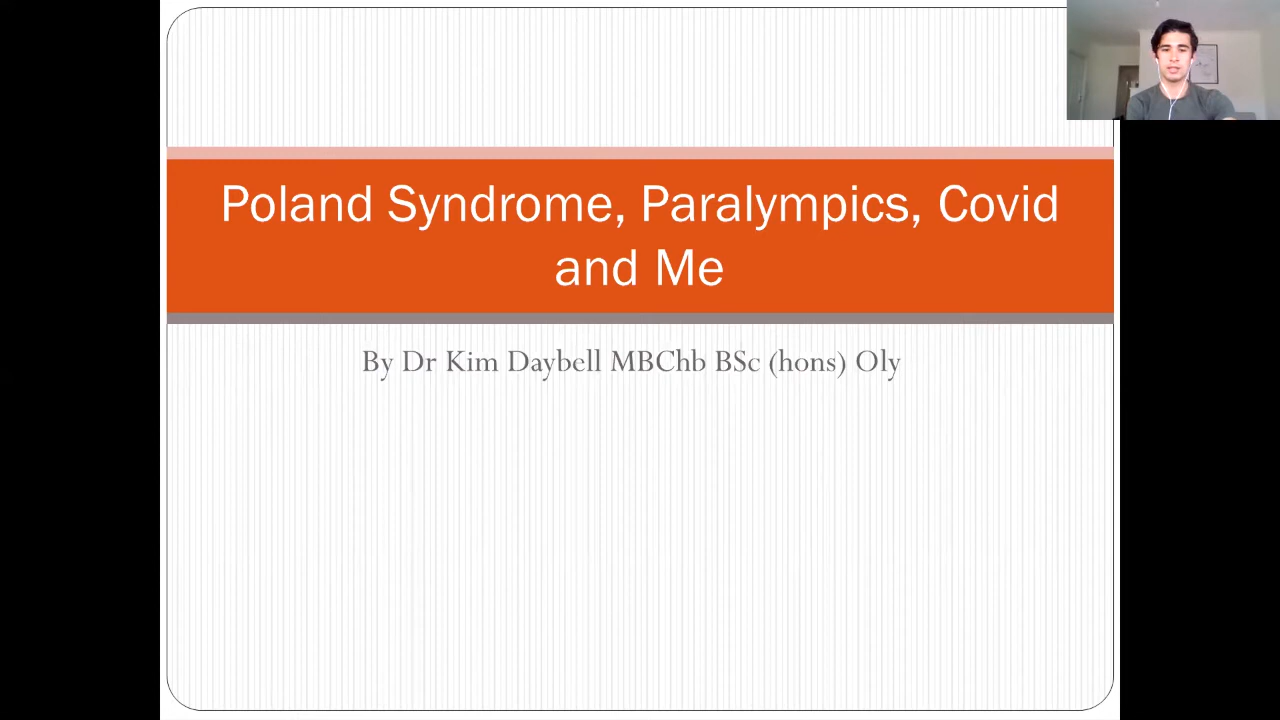 Poland Syndrome, Paralympics, Covid
and Me
By Dr Kim Daybell MBChb BSc (hons) Oly